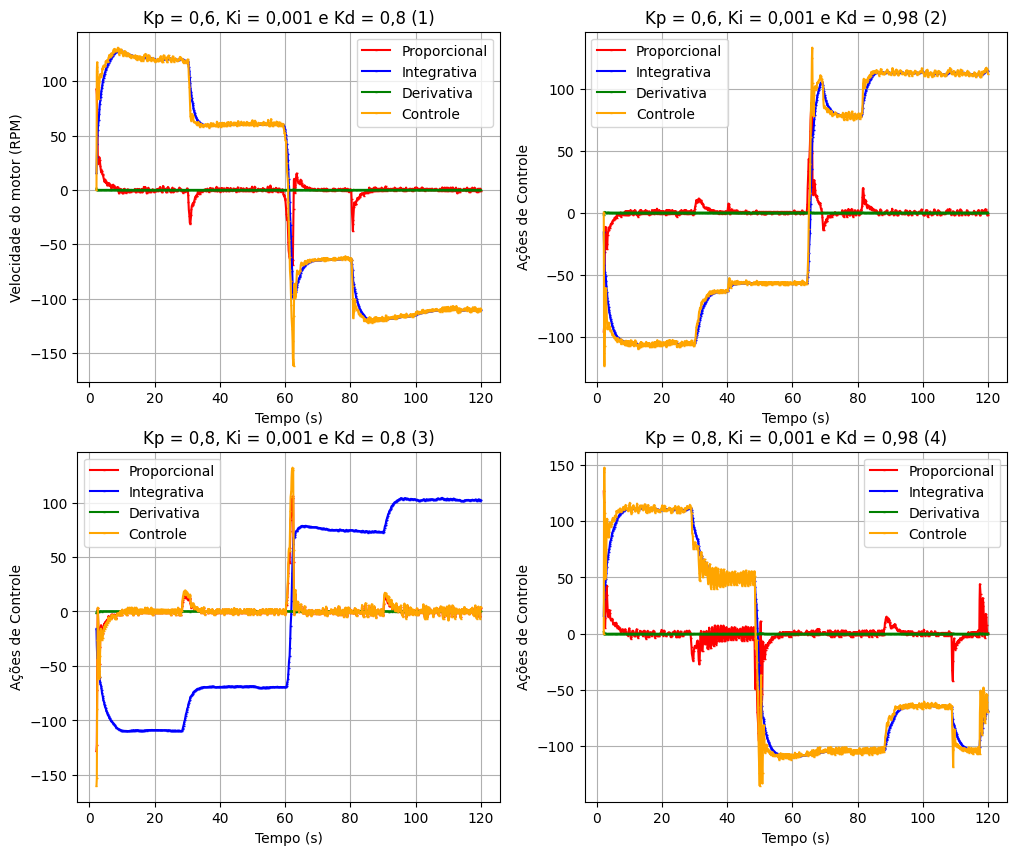 Kp = 0,6, Ki = 0,001 e Kd = 0,8 (1)
Velocidade do motor (RPM)
100
50
0
−50
−100
−150
Proporcional
Integrativa
Derivativa
Controle
0 20 40 60 80 100 120
Tempo (s)
Kp = 0,6, Ki = 0,001 e Kd = 0,98 (2)
Ações de Controle
100
50
0
−50
−100
Proporcional
Integrativa
Derivativa
Controle
0 20 40 60 80 100 120
Tempo (s)
Kp = 0,8, Ki = 0,001 e Kd = 0,8 (3)
Ações de Controle
100
50
0
−50
−100
−150
Proporcional
Integrativa
Derivativa
Controle
0 20 40 60 80 100 120
Tempo (s)
Kp = 0,8, Ki = 0,001 e Kd = 0,98 (4)
Ações de Controle
150
100
50
0
−50
−100
Proporcional
Integrativa
Derivativa
Controle
0 20 40 60 80 100 120
Tempo (s)